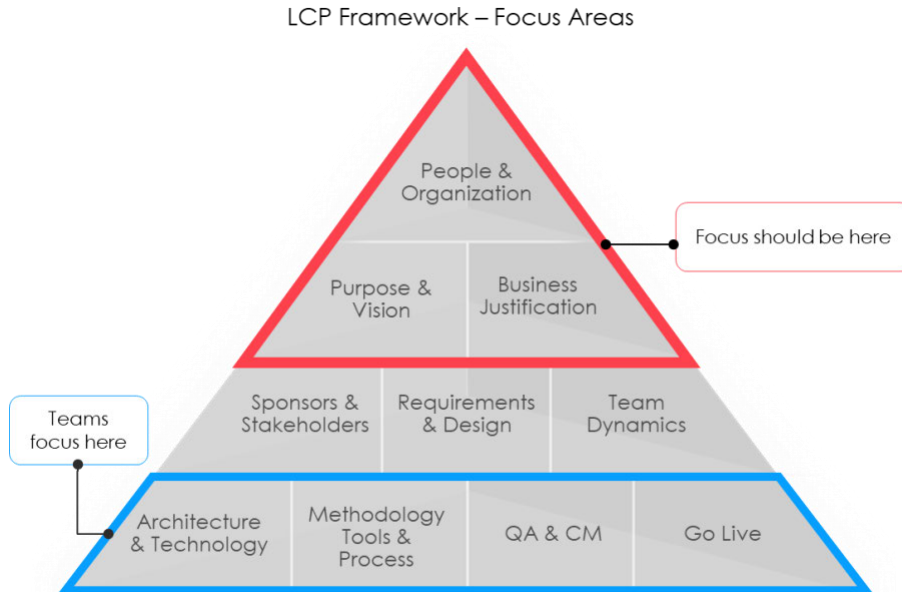 LCP Framework – Focus Areas
People &
Organization
Focus should be here
Purpose &
Vision
Business
Justification
Teams
focus here
Sponsors &
Stakeholders
Requirements
& Design
Team
Dynamics
Architecture
& Technology
Methodology
Tools &
Process
QA & CM
Go Live